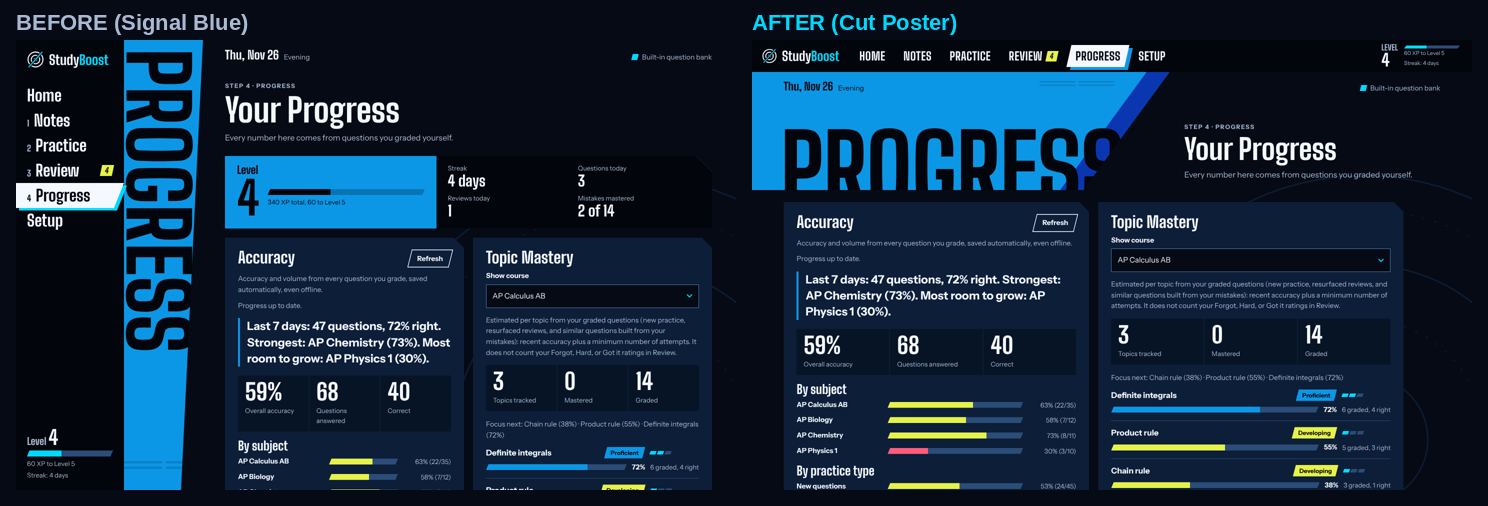 BEFORE (Signal Blue)
StudyBoost
Home
1 Notes
2 Practice
3 Review 4
4 Progress
Setup
Level 4
60 XP to Level 5
Streak: 4 days
PROGRESS
Thu, Nov 26 Evening
Built-in question bank
STEP 4 · PROGRESS
Your Progress
Every number here comes from questions you graded yourself.
Level
4
340 XP total, 60 to Level 5
Streak
4 days
Questions today
3
Reviews today
1
Mistakes mastered
2 of 14
Accuracy
Refresh
Accuracy and volume from every question you grade, saved
automatically, even offline.
Progress up to date.
Last 7 days: 47 questions, 72% right.
Strongest: AP Chemistry (73%). Most
room to grow: AP Physics 1 (30%).
59%
Overall accuracy
68
Questions
answered
40
Correct
By subject
AP Calculus AB 63% (22/35)
AP Biology 58% (7/12)
Topic Mastery
Show course
AP Calculus AB
Estimated per topic from your graded questions (new practice,
resurfaced reviews, and similar questions built from your
mistakes): recent accuracy plus a minimum number of attempts. It
does not count your Forgot, Hard, or Got it ratings in Review.
3
Topics tracked
0
Mastered
14
Graded
Focus next: Chain rule (38%) · Product rule (55%) · Definite integrals
(72%)
Definite integrals Proficient
72% 6 graded, 4 right
Product rule Developing
AFTER (Cut Poster)
StudyBoost
HOME
NOTES
PRACTICE
REVIEW 4
PROGRESS
SETUP
LEVEL
4
60 XP to Level 5
Streak: 4 days
Thu, Nov 26 Evening
Built-in question bank
PROGRESS
STEP 4 · PROGRESS
Your Progress
Every number here comes from questions you graded yourself.
Accuracy
Refresh
Accuracy and volume from every question you grade, saved automatically, even offline.
Progress up to date.
Last 7 days: 47 questions, 72% right. Strongest:
AP Chemistry (73%). Most room to grow: AP
Physics 1 (30%).
59%
Overall accuracy
68
Questions answered
40
Correct
By subject
AP Calculus AB 63% (22/35)
AP Biology 58% (7/12)
AP Chemistry 73% (8/11)
AP Physics 1 30% (3/10)
By practice type
New questions 53% (24/45)
Topic Mastery
Show course
AP Calculus AB
Estimated per topic from your graded questions (new practice, resurfaced reviews, and
similar questions built from your mistakes): recent accuracy plus a minimum number of
attempts. It does not count your Forgot, Hard, or Got it ratings in Review.
3
Topics tracked
0
Mastered
14
Graded
Focus next: Chain rule (38%) · Product rule (55%) · Definite integrals (72%)
Definite integrals Proficient
72% 6 graded, 4 right
Product rule Developing
55% 5 graded, 3 right
Chain rule Developing
38% 3 graded, 1 right